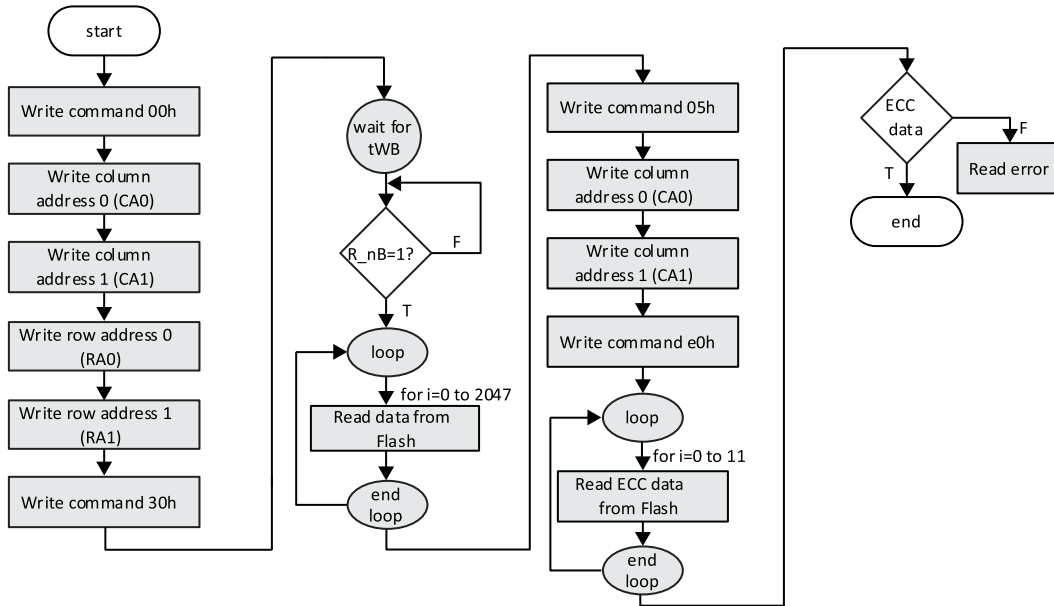 start
Write command 00h
Write column
address 0 (CA0)
Write column
address 1 (CA1)
Write row address 0
(RA0)
Write row address 1
(RA1)
Write command 30h
wait for
tWB
R_nB=1?
F
T
loop
for i=0 to 2047
Read data from
Flash
end
loop
Write command 05h
Write column
address 0 (CA0)
Write column
address 1 (CA1)
Write command e0h
loop
for i=0 to 11
Read ECC data
from Flash
end
loop
ECC
data
F
Read error
T
end